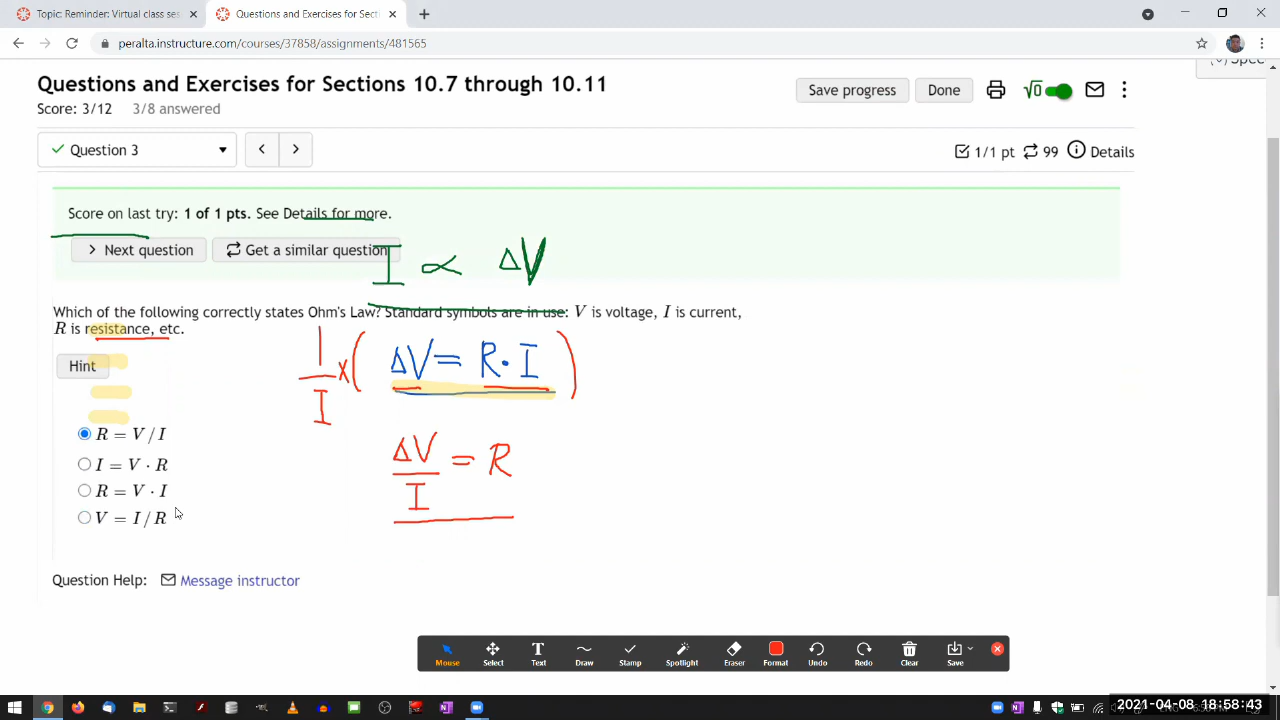 Topic: Reminder: Virtual class ses
Questions and Exercises for Sect
peralta.instructure.com/courses/37858/assignments/481565
Questions and Exercises for Sections 10.7 through 10.11
Score: 3/12 3/8 answered
Save progress
Done
√0
Question 3
1/1 pt 99 Details
Score on last try: 1 of 1 pts. See Details for more.
> Next question
Get a similar question
I ∝ ΔV
Which of the following correctly states Ohm's Law? Standard symbols are in use: V is voltage, I is current,
R is resistance, etc.
Hint
1/I x ( ΔV = R · I )
R = V/I
I = V · R
R = V · I
V = I/R
ΔV/I = R
Question Help: Message instructor
Mouse Select Text Draw Stamp Spotlight Eraser Format Undo Redo Clear Save
2021-04-08 18:58:43